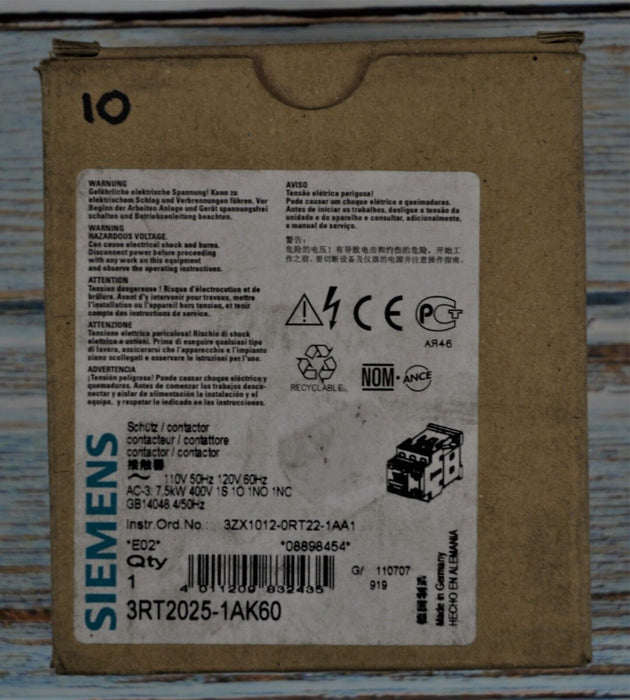 10
WARNUNG
Gefährliche elektrische Spannung! Kann zu
elektrischem Schlag und Verbrennungen führen. Vor
Beginn der Arbeiten Anlage und Gerät spannungsfrei
schalten und Betriebsanleitung beachten.
WARNING
HAZARDOUS VOLTAGE.
Can cause electrical shock and burns.
Disconnect power before proceeding
with any work on this equipment
and observe the operating instructions.
ATTENTION
Tension dangereuse ! Risque d'électrocution et de
brûlure. Avant d'y intervenir pour travaux, mettre
l'installation ou l'appareil hors tension, et tenir
compte des instructions de service.
ATTENZIONE
Tensione elettrica pericolosa! Rischio di shock
elettrico e ustioni. Prima di eseguire qualsiasi tipo
di lavoro, assicurarsi che l'apparecchio e l'impianto
siano scollegati e osservare le istruzioni per l'uso.
ADVERTENCIA
¡Tensión peligrosa! Puede causar choque eléctrico y
quemaduras. Antes de comenzar los trabajos desco-
nectar y aislar de alimentación la instalación y el
equipo, y respetar lo indicado en las instrucciones.
AVISO
Tensão elétrica perigosa!
Pode causar um choque elétrico e queimaduras.
Antes de iniciar os trabalhos, desligue a tensão da
unidade e do aparelho e consultar, adicionalmente,
o manual de serviço.
警告:
危险的电压! 有导致电击和灼伤的危险。开始工
作之前, 要切断设备及仪器的电源并注意操作指南。
CE
PCT
АЯ46
RECYCLABLE
NOM
ANCE
SIEMENS
Schütz / contactor
contacteur / contattore
contactor / contactor
接触器
~ 110V 50Hz 120V 60Hz
AC-3: 7,5kW 400V 1S 1O 1NO 1NC
GB14048.4/50Hz
Instr.Ord.No.: 3ZX1012-0RT22-1AA1
*E02* *08898454*
Qty
1
4 011209 832435
G/ 110707
919
3RT2025-1AK60
德国制造
Made in Germany
HECHO EN ALEMANIA